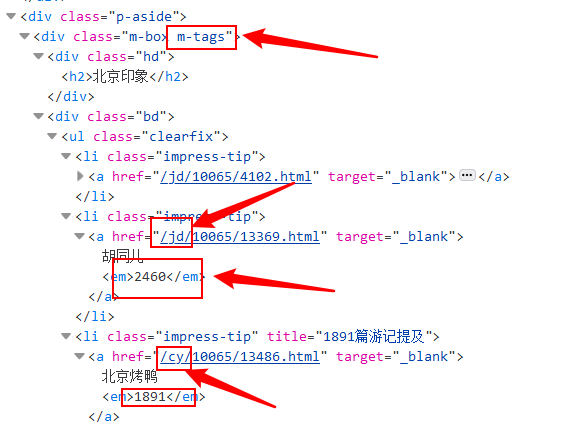 <div class="p-aside">
<div class="m-box m-tags">
<div class="hd">
<h2>北京印象</h2>
</div>
<div class="bd">
<ul class="clearfix">
<li class="impress-tip">
<a href="/jd/10065/4102.html" target="_blank">⋯</a>
</li>
<li class="impress-tip">
<a href="/jd/10065/13369.html" target="_blank">
胡同儿
<em>2460</em>
</a>
</li>
<li class="impress-tip" title="1891篇游记提及">
<a href="/cy/10065/13486.html" target="_blank">
北京烤鸭
<em>1891</em>
</a>